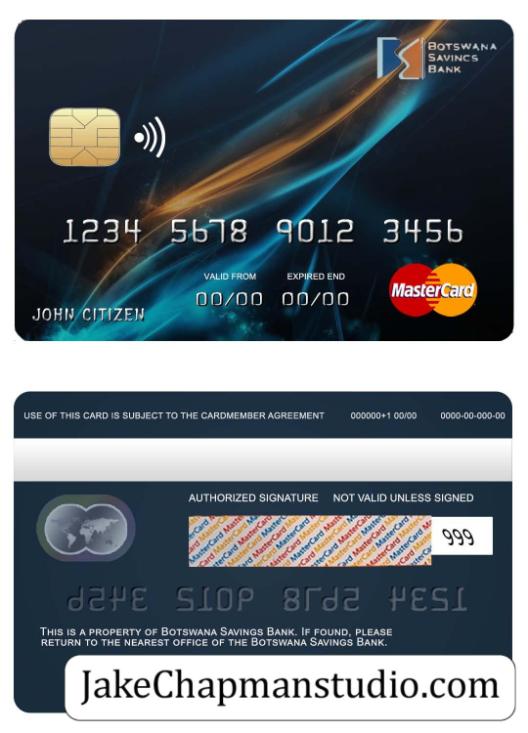 BOTSWANA
SAVINGS
BANK
1234 5678 9012 3456
VALID FROM EXPIRED END
00/00 00/00
MasterCard
JOHN CITIZEN
USE OF THIS CARD IS SUBJECT TO THE CARDMEMBER AGREEMENT 000000+1 00/00 0000-00-000-00
AUTHORIZED SIGNATURE NOT VALID UNLESS SIGNED
MasterCard MasterCard MasterCard
999
THIS IS A PROPERTY OF BOTSWANA SAVINGS BANK. IF FOUND, PLEASE
RETURN TO THE NEAREST OFFICE OF THE BOTSWANA SAVINGS BANK.
JakeChapmanstudio.com